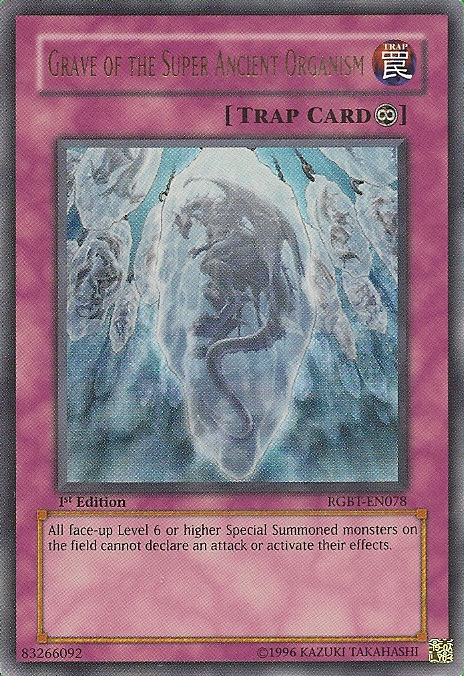 GRAVE OF THE SUPER ANCIENT ORGANISM
TRAP
罠
[TRAP CARD∞]
1st Edition
RGBT-EN078
All face-up Level 6 or higher Special Summoned monsters on
the field cannot declare an attack or activate their effects.
83266092
©1996 KAZUKI TAKAHASHI